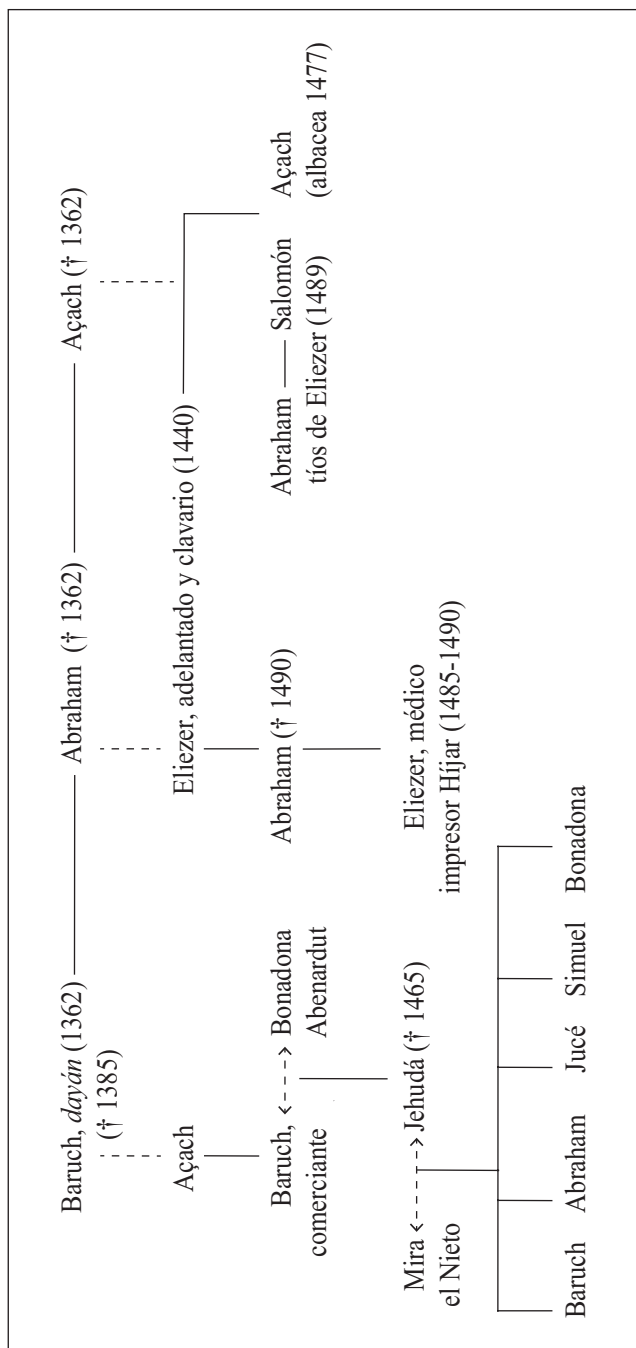 Baruch, dayán (1362) Abraham († 1362) Açach († 1362)
(† 1385)
Açach Eliezer, adelantado y clavario (1440)
Baruch, Bonadona Abraham († 1490) Abraham Salomón Açach
comerciante Abenardut tíos de Eliezer (1489) (albacea 1477)
Mira Jehudá († 1465) Eliezer, médico
el Nieto impresor Híjar (1485-1490)
Baruch Abraham Jucé Simuel Bonadona